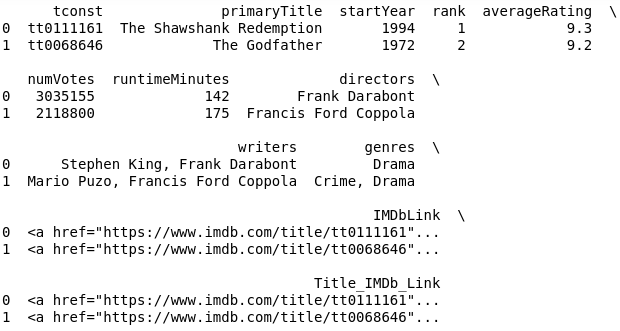 tconst              primaryTitle  startYear  rank  averageRating  \
0  tt0111161  The Shawshank Redemption       1994     1            9.3
1  tt0068646             The Godfather       1972     2            9.2

   numVotes  runtimeMinutes             directors  \
0   3035155             142        Frank Darabont
1   2118800             175  Francis Ford Coppola

                             writers        genres  \
0       Stephen King, Frank Darabont         Drama
1  Mario Puzo, Francis Ford Coppola  Crime, Drama

                                            IMDbLink  \
0  <a href="https://www.imdb.com/title/tt0111161"...
1  <a href="https://www.imdb.com/title/tt0068646"...

                                     Title_IMDb_Link
0  <a href="https://www.imdb.com/title/tt0111161"...
1  <a href="https://www.imdb.com/title/tt0068646"...